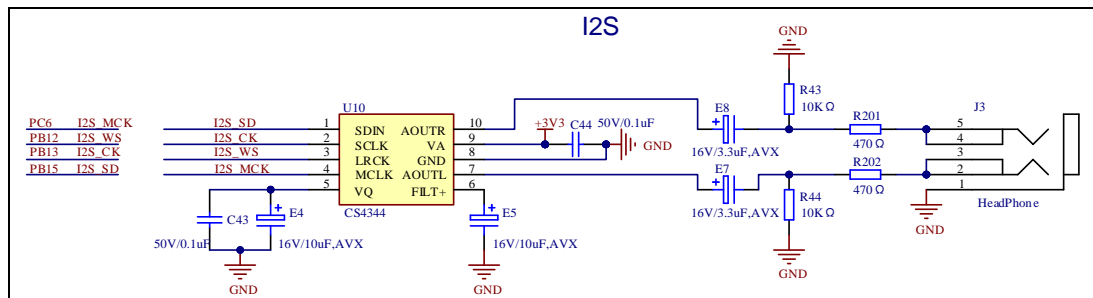 I2S
GND
U10
R43
10KΩ
J3
PC6 I2S_MCK
PB12 I2S_WS
PB13 I2S_CK
PB15 I2S_SD
I2S_SD
I2S_CK
I2S_WS
I2S_MCK
1 SDIN AOUTR 10
2 SCLK VA 9
3 LRCK GND 8
4 MCLK AOUTL 7
5 VQ FILT+ 6
CS4344
+3V3
C44
50V/0.1uF
GND
E8
+
16V/3.3uF,AVX
E7
+
16V/3.3uF,AVX
R201
470Ω
R202
470Ω
R44
10KΩ
GND
5
4
3
2
1
HeadPhone
GND
C43
50V/0.1uF
+
E4
16V/10uF,AVX
GND
+
E5
16V/10uF,AVX
GND